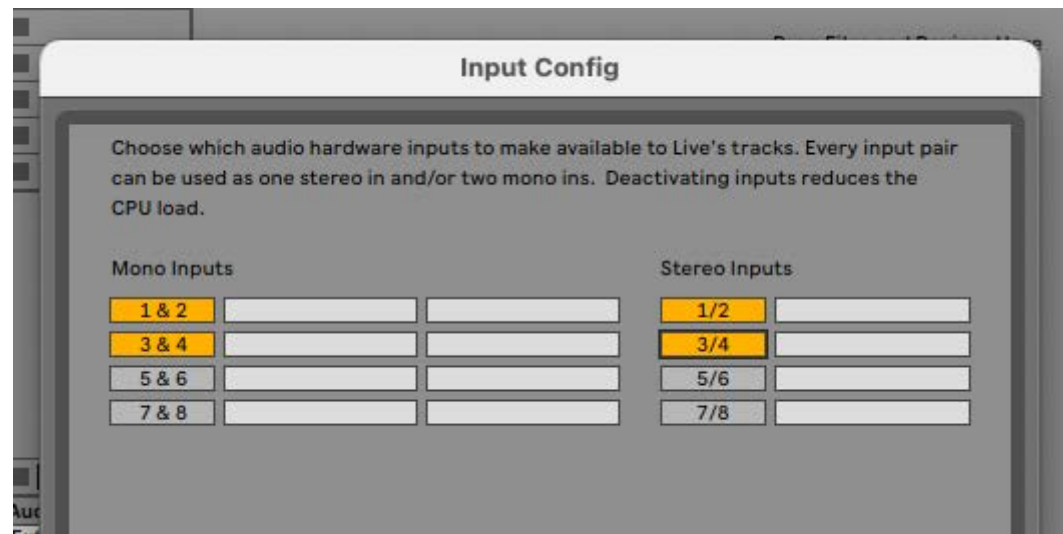 Input Config
Choose which audio hardware inputs to make available to Live's tracks. Every input pair
can be used as one stereo in and/or two mono ins.  Deactivating inputs reduces the
CPU load.
Mono Inputs Stereo Inputs
1 & 2 1/2
3 & 4 3/4
5 & 6 5/6
7 & 8 7/8